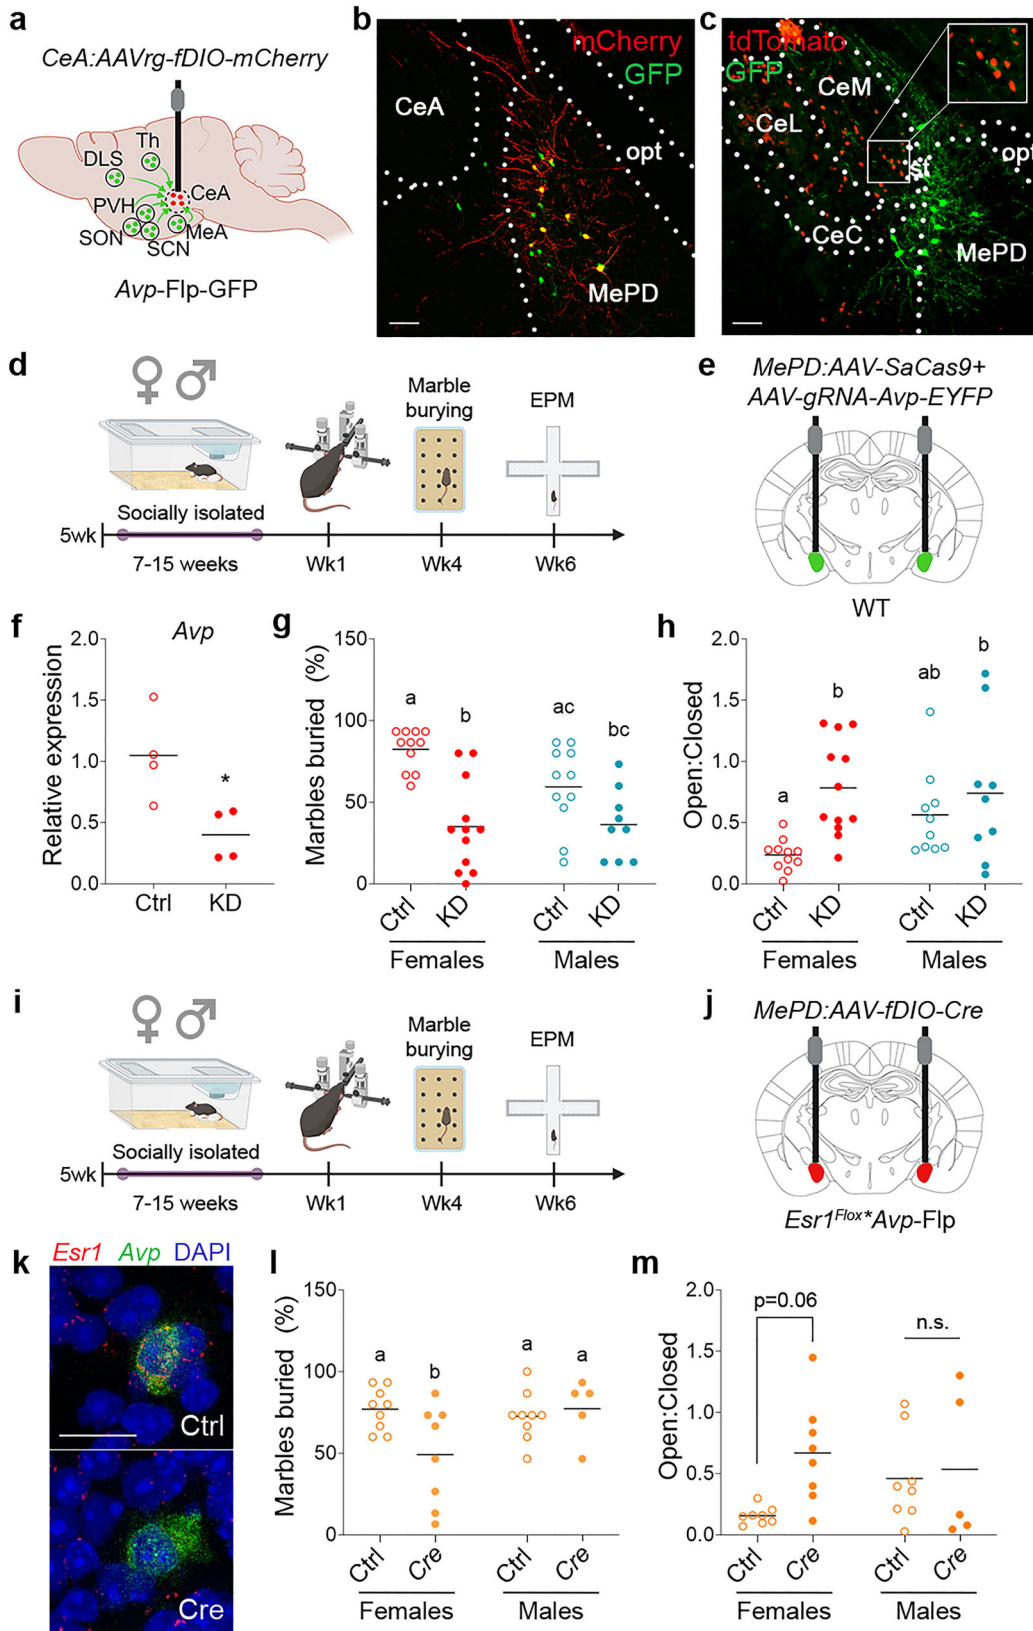 a
CeA:AAVrg-fDIO-mCherry
Th
DLS
CeA
PVH
SON
MeA
SCN
Avp-Flp-GFP
b
mCherry
GFP
CeA
opt
MePD
c
tdTomato
GFP
CeM
CeL
st
opt
CeC
MePD
d
Marble
burying
EPM
Socially isolated
5wk
7-15 weeks
Wk1
Wk4
Wk6
e
MePD:AAV-SaCas9+
AAV-gRNA-Avp-EYFP
WT
f
Avp
Relative expression
2.0
1.5
1.0
0.5
0.0
*
Ctrl
KD
g
Marbles buried (%)
150
100
50
0
a
b
ac
bc
Ctrl
KD
Ctrl
KD
Females
Males
h
Open:Closed
2.0
1.5
1.0
0.5
0.0
a
b
ab
b
Ctrl
KD
Ctrl
KD
Females
Males
i
Marble
burying
EPM
Socially isolated
5wk
7-15 weeks
Wk1
Wk4
Wk6
j
MePD:AAV-fDIO-Cre
Esr1Flox*Avp-Flp
k
Esr1 Avp DAPI
Ctrl
Cre
l
Marbles buried (%)
150
100
50
0
a
b
a
a
Ctrl
Cre
Ctrl
Cre
Females
Males
m
Open:Closed
2.0
1.5
1.0
0.5
0.0
p=0.06
n.s.
Ctrl
Cre
Ctrl
Cre
Females
Males